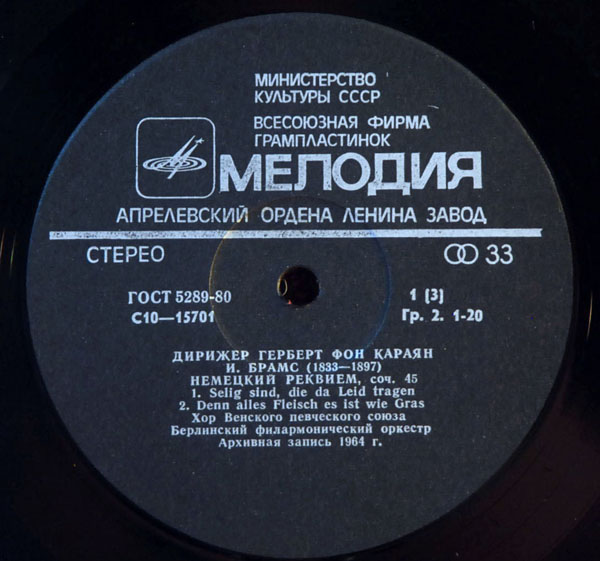 МИНИСТЕРСТВО
КУЛЬТУРЫ СССР
ВСЕСОЮЗНАЯ ФИРМА
ГРАМПЛАСТИНОК
МЕЛОДИЯ
АПРЕЛЕВСКИЙ ОРДЕНА ЛЕНИНА ЗАВОД
СТЕРЕО 33
ГОСТ 5289-80 1 (3)
С10—15701 Гр. 2. 1-20
ДИРИЖЕР ГЕРБЕРТ ФОН КАРАЯН
И. БРАМС (1833—1897)
НЕМЕЦКИЙ РЕКВИЕМ, соч. 45
1. Selig sind, die da Leid tragen
2. Denn alles Fleisch es ist wie Gras
Хор Венского певческого союза
Берлинский филармонический оркестр
Архивная запись 1964 г.